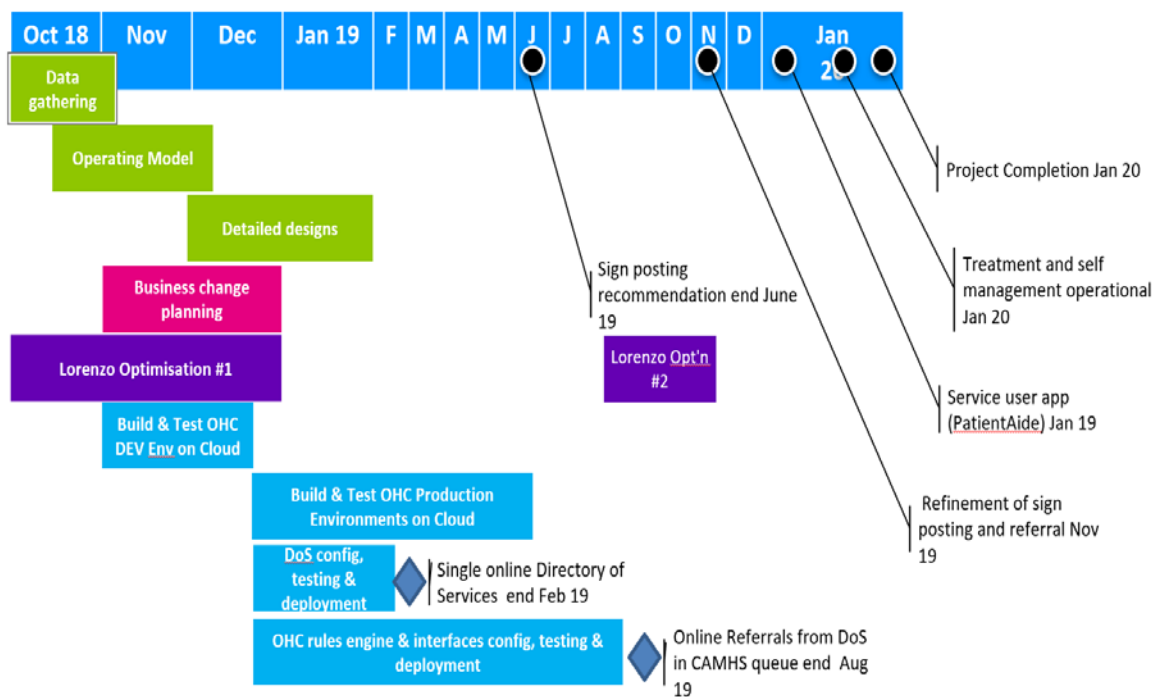 Oct 18 Nov Dec Jan 19 F M A M J J A S O N D Jan
20
Data
gathering
Operating Model
Detailed designs
Business change
planning
Lorenzo Optimisation #1
Build & Test OHC
DEV Env on Cloud
Build & Test OHC Production
Environments on Cloud
DoS config,
testing &
deployment
Single online Directory of
Services end Feb 19
OHC rules engine & interfaces config, testing &
deployment
Online Referrals from DoS
in CAMHS queue end Aug
19
Sign posting
recommendation end June
19
Lorenzo Opt'n
#2
Project Completion Jan 20
Treatment and self
management operational
Jan 20
Service user app
(PatientAide) Jan 19
Refinement of sign
posting and referral Nov
19